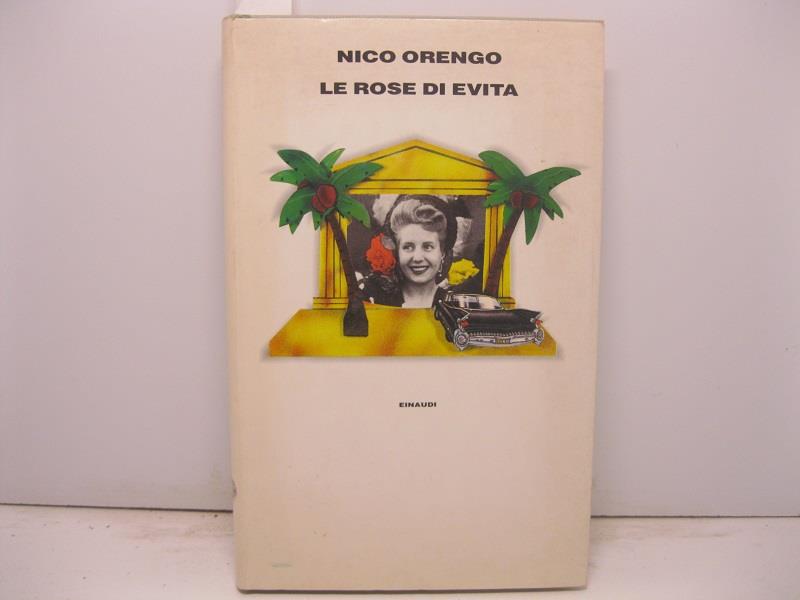 NICO ORENGO
LE ROSE DI EVITA
EINAUDI